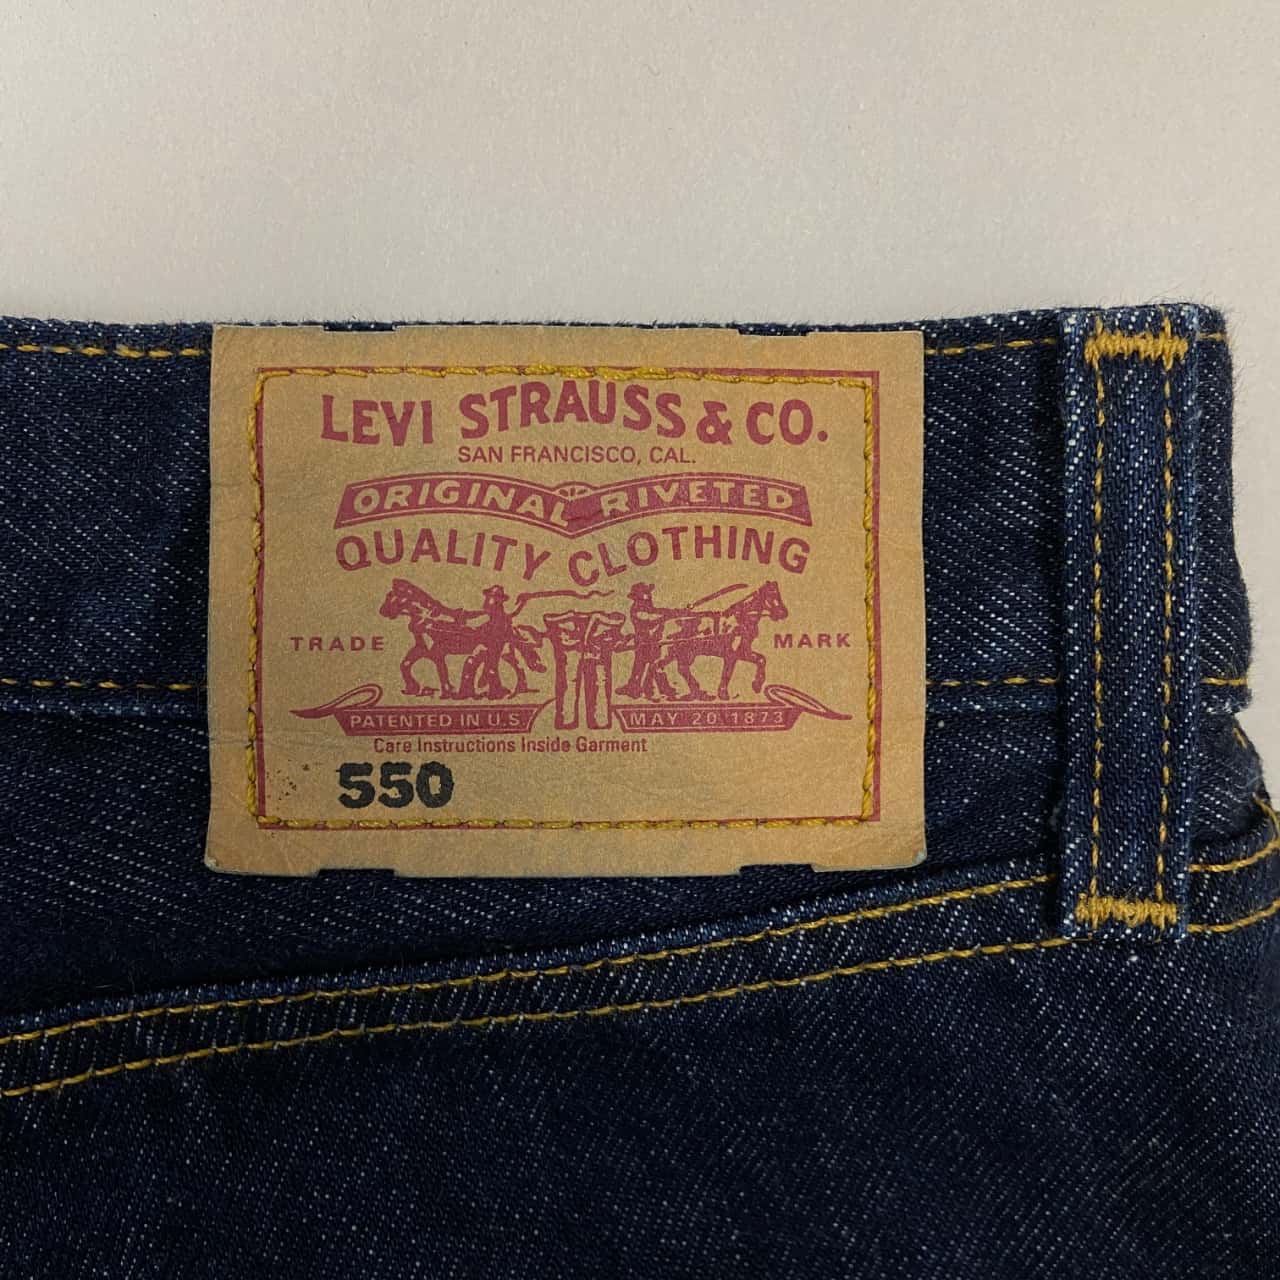 LEVI STRAUSS & CO.
SAN FRANCISCO, CAL.
ORIGINAL RIVETED
QUALITY CLOTHING
TRADE MARK
PATENTED IN U.S. MAY 20 1873
Care Instructions Inside Garment
550